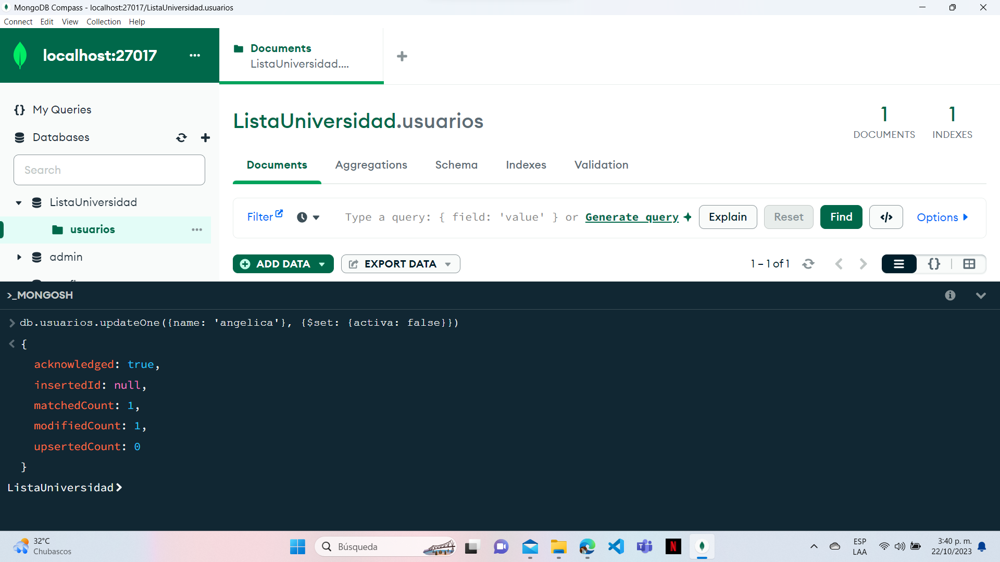 MongoDB Compass - localhost:27017/ListaUniversidad.usuarios
Connect Edit View Collection Help
localhost:27017
Documents
ListaUniversidad....
My Queries
Databases
Search
ListaUniversidad
usuarios
admin
ListaUniversidad.usuarios
1
DOCUMENTS
1
INDEXES
Documents Aggregations Schema Indexes Validation
Filter Type a query: { field: 'value' } or Generate query Explain Reset Find </> Options
ADD DATA EXPORT DATA 1 – 1 of 1 {}
>_MONGOSH
> db.usuarios.updateOne({name: 'angelica'}, {$set: {activa: false}})
< {
acknowledged: true,
insertedId: null,
matchedCount: 1,
modifiedCount: 1,
upsertedCount: 0
}
ListaUniversidad>
32°C
Chubascos
Búsqueda
ESP
LAA
3:40 p. m.
22/10/2023